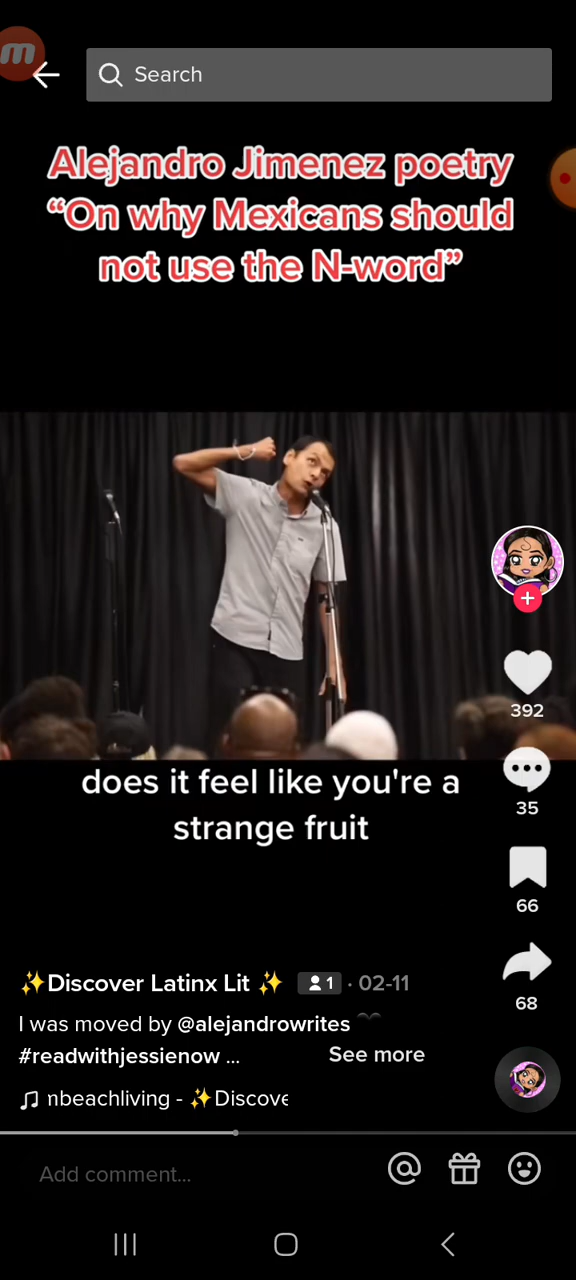 m
Search
Alejandro Jimenez poetry
“On why Mexicans should
not use the N-word”
392
does it feel like you're a
strange fruit
35
66
68
✨Discover Latinx Lit ✨ 1 · 02-11
I was moved by @alejandrowrites
#readwithjessienow ... See more
nbeachliving - ✨Discove
Add comment...